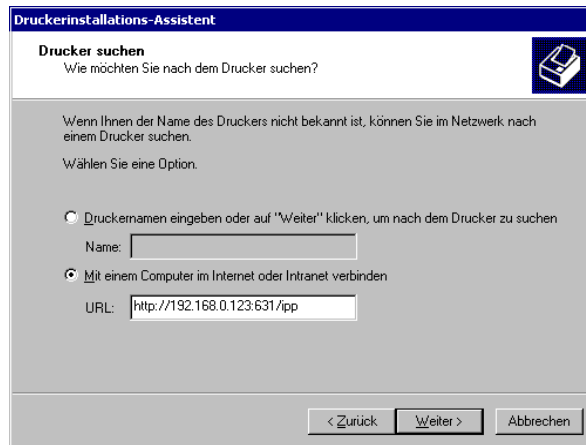 Druckerinstallations-Assistent
Drucker suchen
Wie möchten Sie nach dem Drucker suchen?
Wenn Ihnen der Name des Druckers nicht bekannt ist, können Sie im Netzwerk nach
einem Drucker suchen.
Wählen Sie eine Option.
Druckernamen eingeben oder auf "Weiter" klicken, um nach dem Drucker zu suchen
Name:
Mit einem Computer im Internet oder Intranet verbinden
URL: http://192.168.0.123:631/ipp
< Zurück Weiter > Abbrechen